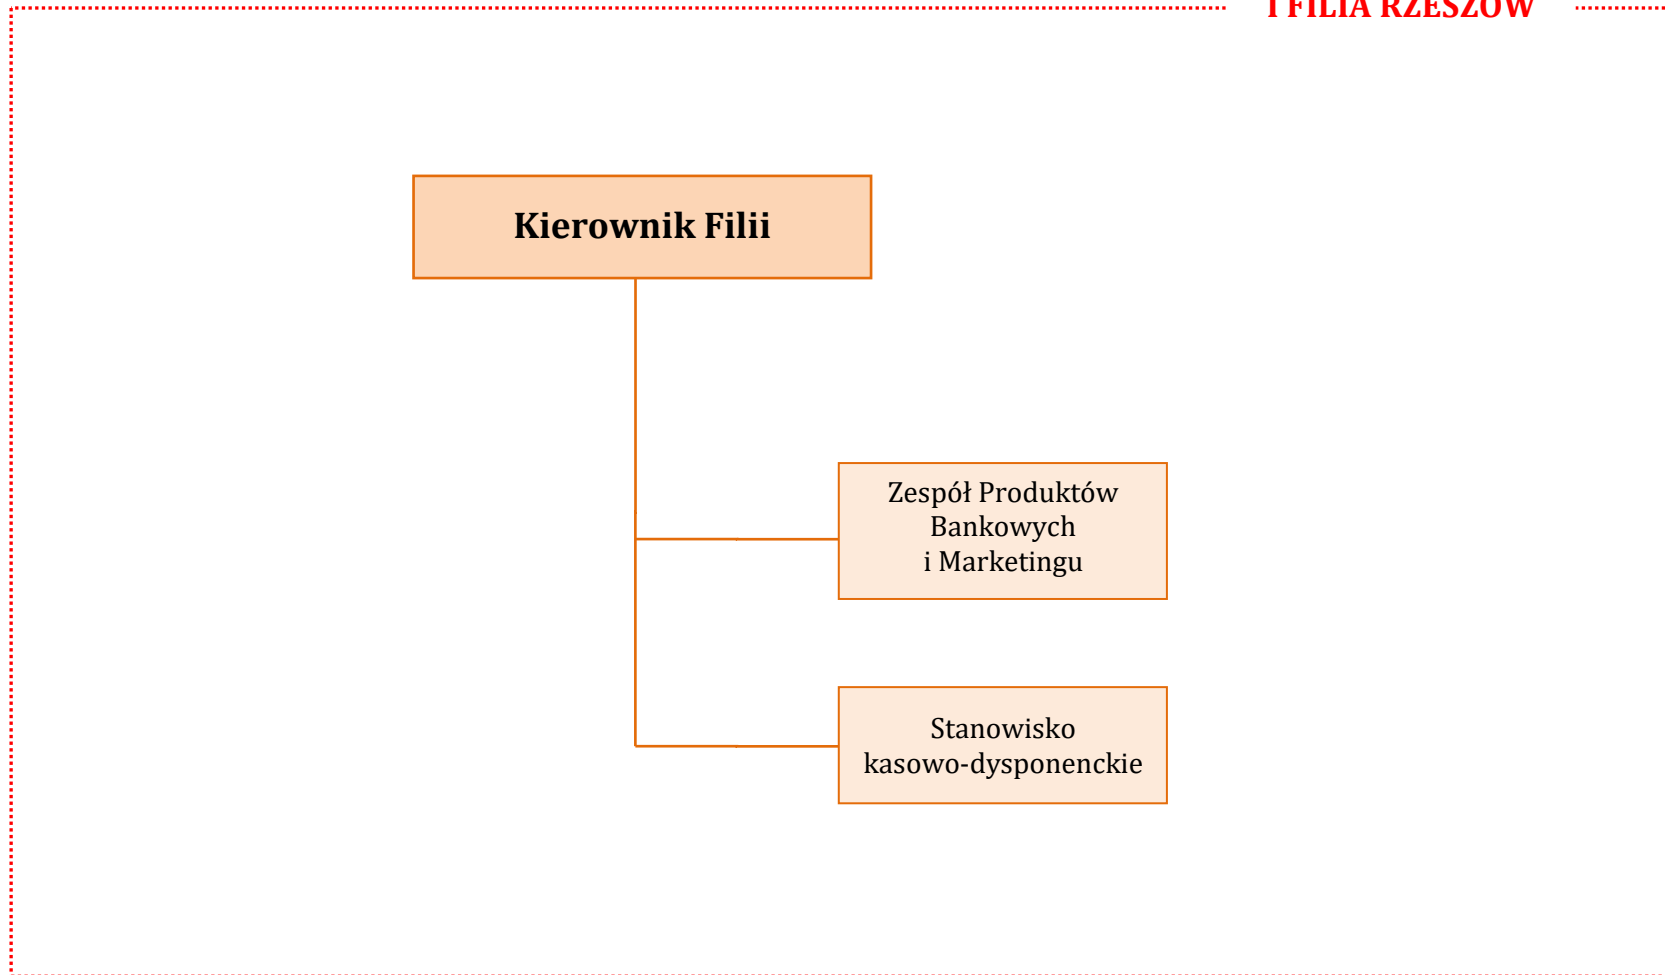 I FILIA RZESZÓW
Kierownik Filii
Zespół Produktów
Bankowych
i Marketingu
Stanowisko
kasowo-dysponenckie